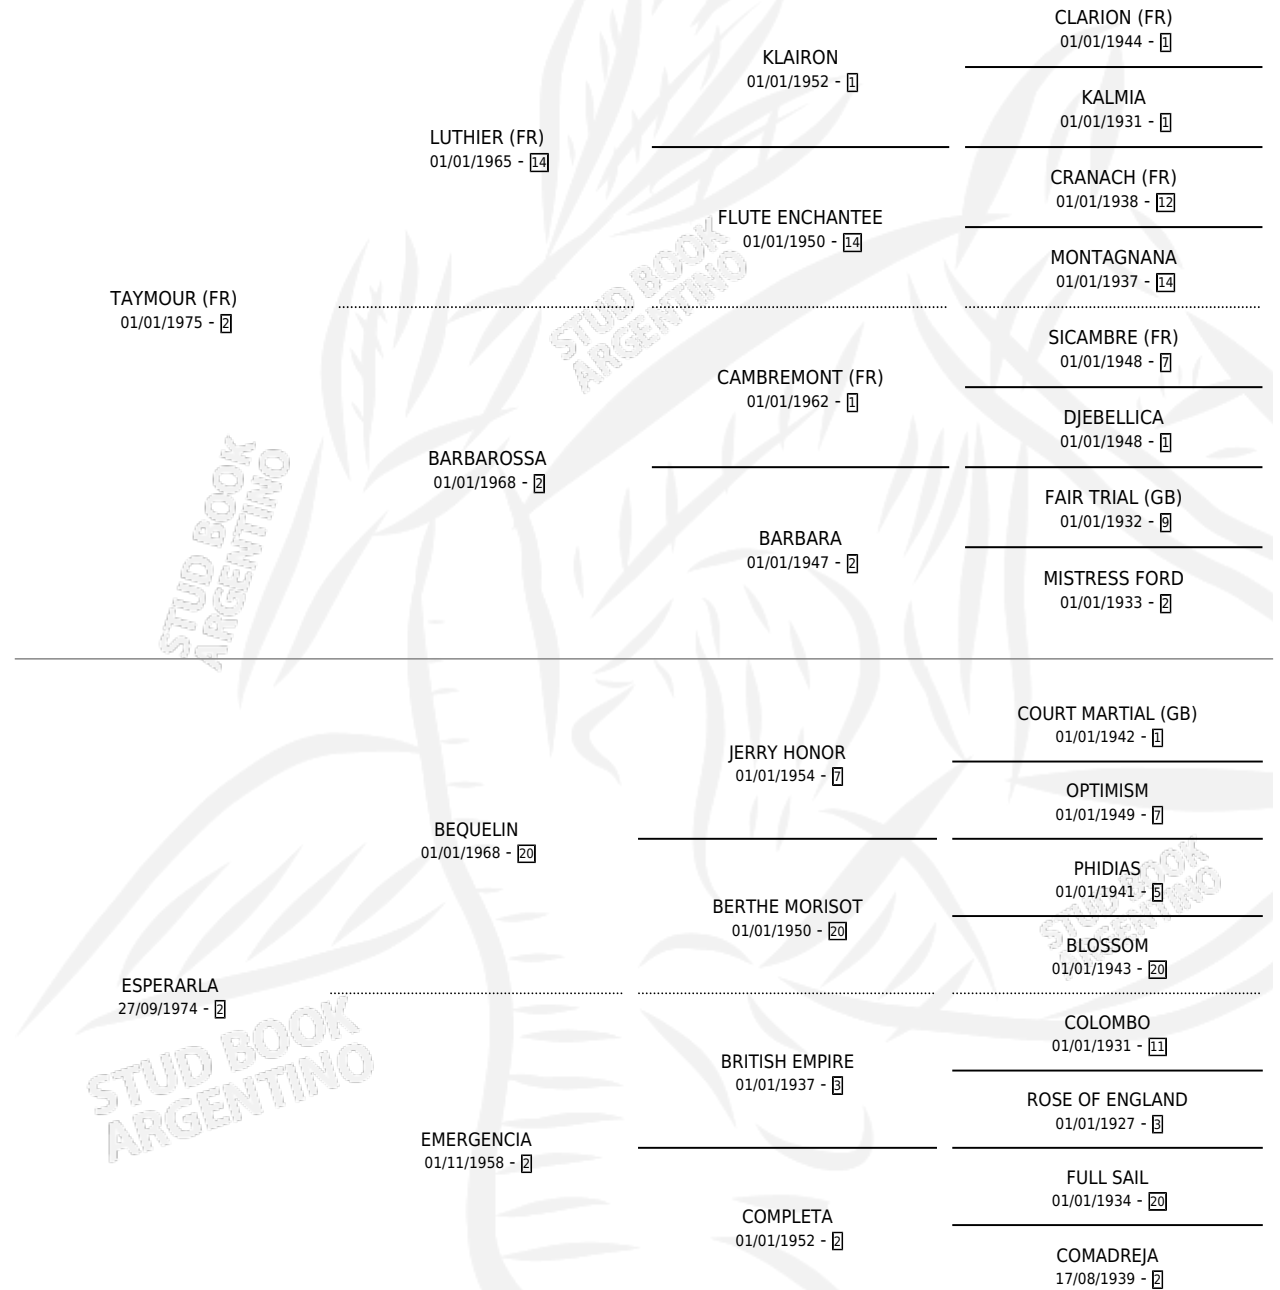 CLARION (FR)
01/01/1944 - 1
KLAIRON
01/01/1952 - 1
KALMIA
01/01/1931 - 1
LUTHIER (FR)
01/01/1965 - 14
CRANACH (FR)
01/01/1938 - 12
FLUTE ENCHANTEE
01/01/1950 - 14
MONTAGNANA
01/01/1937 - 14
TAYMOUR (FR)
01/01/1975 - 2
SICAMBRE (FR)
01/01/1948 - 7
CAMBREMONT (FR)
01/01/1962 - 1
DJEBELLICA
01/01/1948 - 1
BARBAROSSA
01/01/1968 - 2
FAIR TRIAL (GB)
01/01/1932 - 9
BARBARA
01/01/1947 - 2
MISTRESS FORD
01/01/1933 - 2
COURT MARTIAL (GB)
01/01/1942 - 1
JERRY HONOR
01/01/1954 - 7
OPTIMISM
01/01/1949 - 7
BEQUELIN
01/01/1968 - 20
PHIDIAS
01/01/1941 - 5
BERTHE MORISOT
01/01/1950 - 20
BLOSSOM
01/01/1943 - 20
ESPERARLA
27/09/1974 - 2
COLOMBO
01/01/1931 - 11
BRITISH EMPIRE
01/01/1937 - 3
ROSE OF ENGLAND
01/01/1927 - 3
EMERGENCIA
01/11/1958 - 2
FULL SAIL
01/01/1934 - 20
COMPLETA
01/01/1952 - 2
COMADREJA
17/08/1939 - 2
STUD BOOK
ARGENTINO
STUD BOOK
ARGENTINO
STUD BOOK
ARGENTINO
STUD BOOK
ARGENTINO